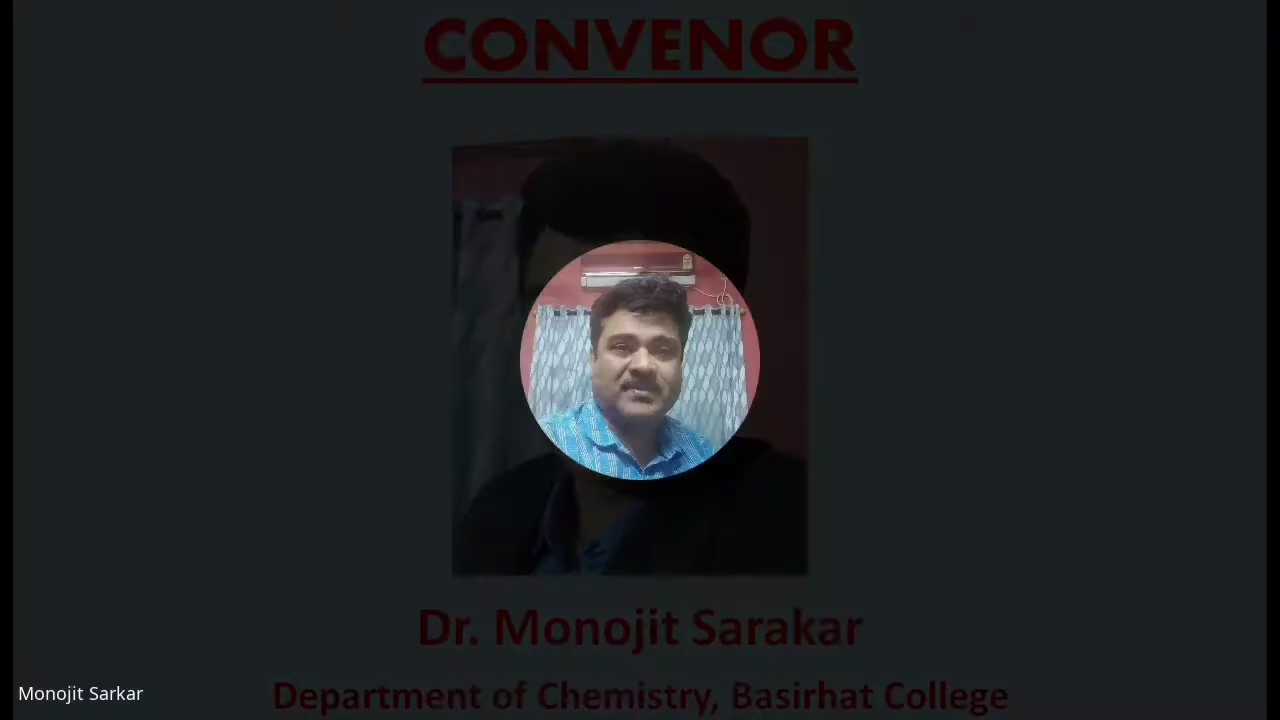 CONVENOR
Dr. Monojit Sarakar
Monojit Sarkar
Department of Chemistry, Basirhat College